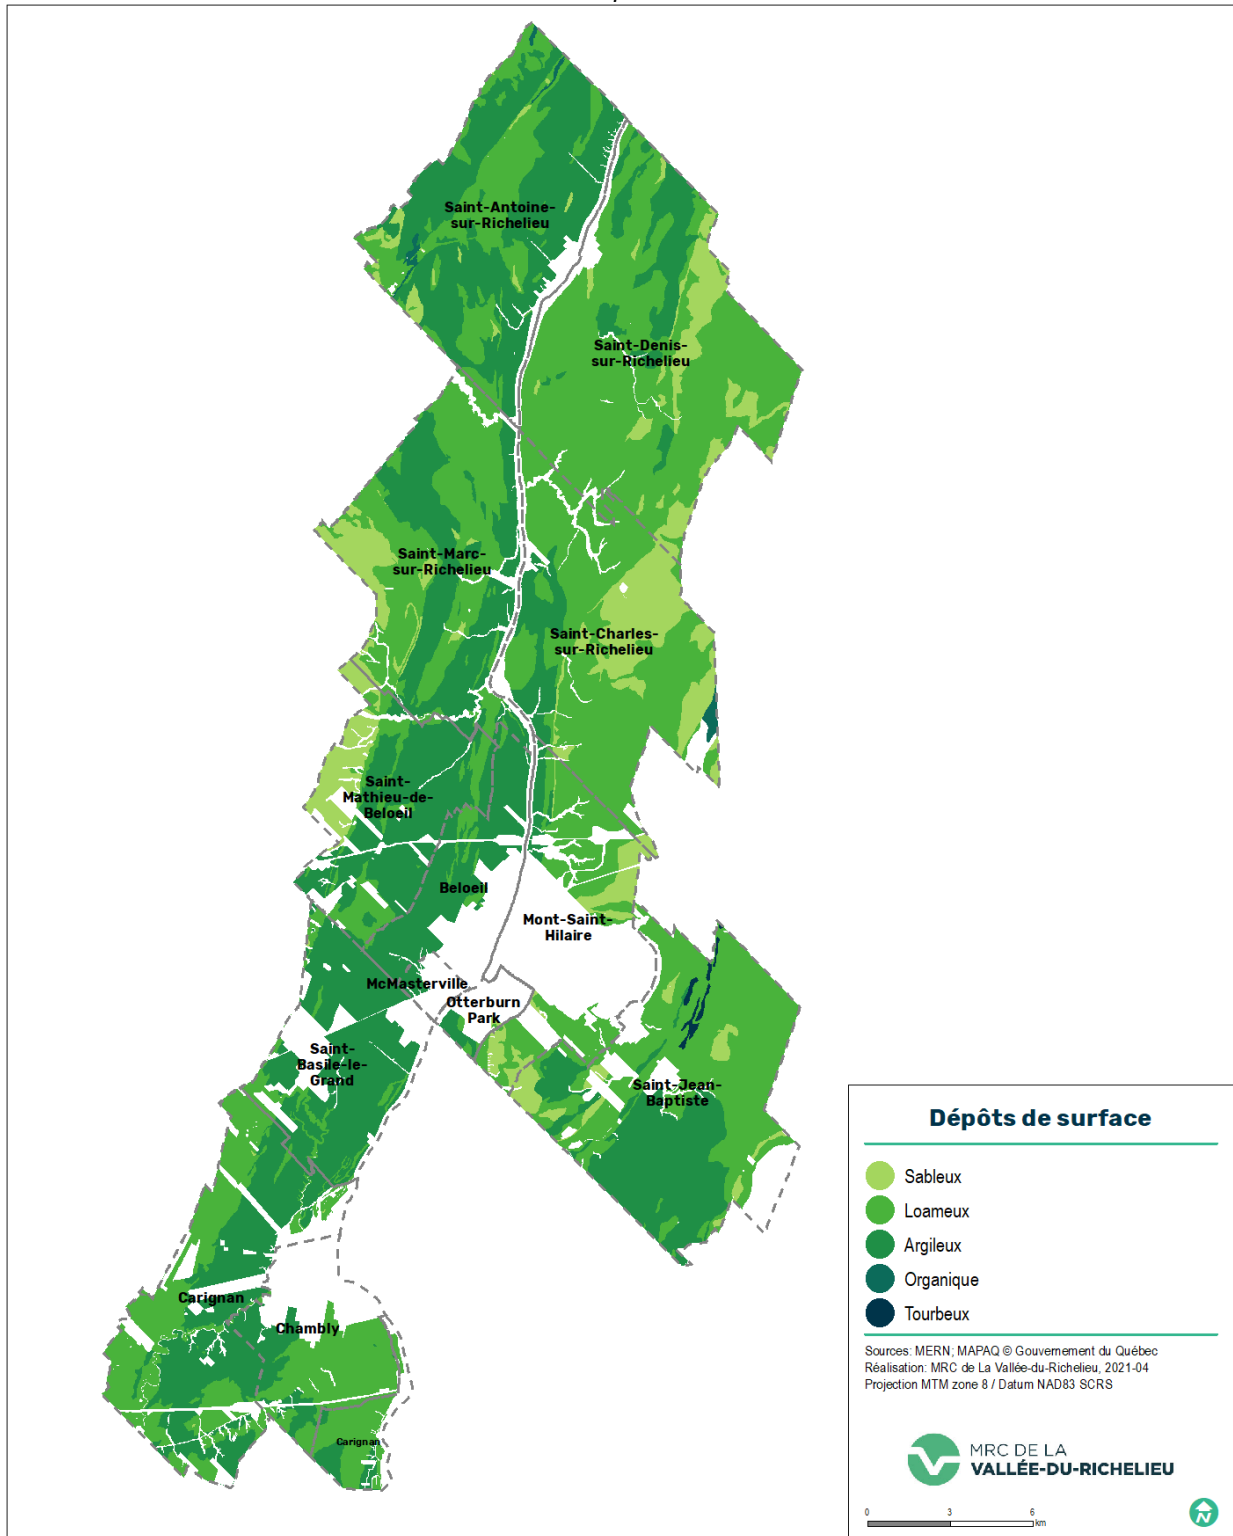 Saint-Antoine-
sur-Richelieu
Saint-Denis-
sur-Richelieu
Saint-Marc-
sur-Richelieu
Saint-Charles-
sur-Richelieu
Saint-
Mathieu-de-
Beloeil
Beloeil
Mont-Saint-
Hilaire
McMasterville
Otterburn
Park
Saint-
Basile-le-
Grand
Saint-Jean-
Baptiste
Carignan
Chambly
Carignan
Dépôts de surface
Sableux
Loameux
Argileux
Organique
Tourbeux
Sources: MERN; MAPAQ © Gouvernement du Québec
Réalisation: MRC de La Vallée-du-Richelieu, 2021-04
Projection MTM zone 8 / Datum NAD83 SCRS
MRC DE LA
VALLÉE-DU-RICHELIEU
0 3 6
km
N